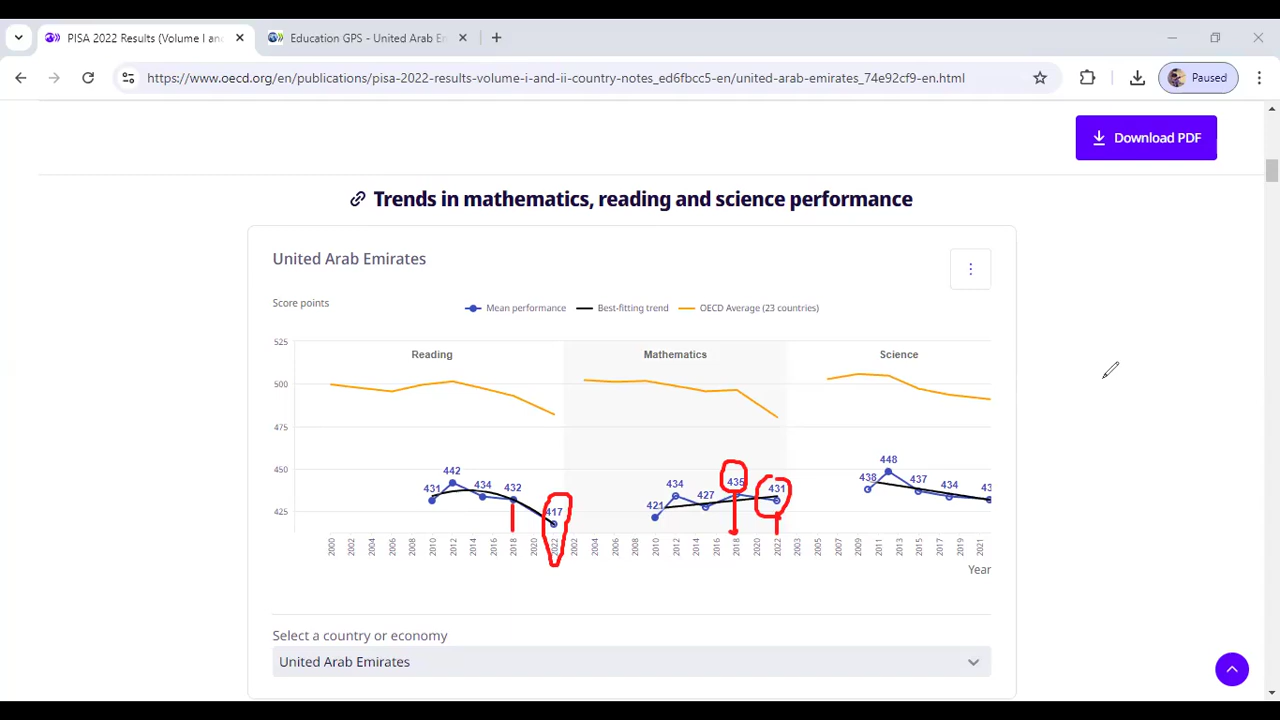 PISA 2022 Results (Volume I and
Education GPS - United Arab E
https://www.oecd.org/en/publications/pisa-2022-results-volume-i-and-ii-country-notes_ed6fbcc5-en/united-arab-emirates_74e92cf9-en.html
Paused
Download PDF
Trends in mathematics, reading and science performance
United Arab Emirates
Score points
Mean performance Best-fitting trend OECD Average (23 countries)
525
Reading Mathematics Science
500
475
450
425
431 442 434 432 417
421 434 427 435 431
438 448 437 434 43
2000 2002 2004 2006 2008 2010 2012 2014 2016 2018 2020 2022 2002 2004 2006 2008 2010 2012 2014 2016 2018 2020 2022 2003 2005 2007 2009 2011 2013 2015 2017 2019 2021
Year
Select a country or economy
United Arab Emirates